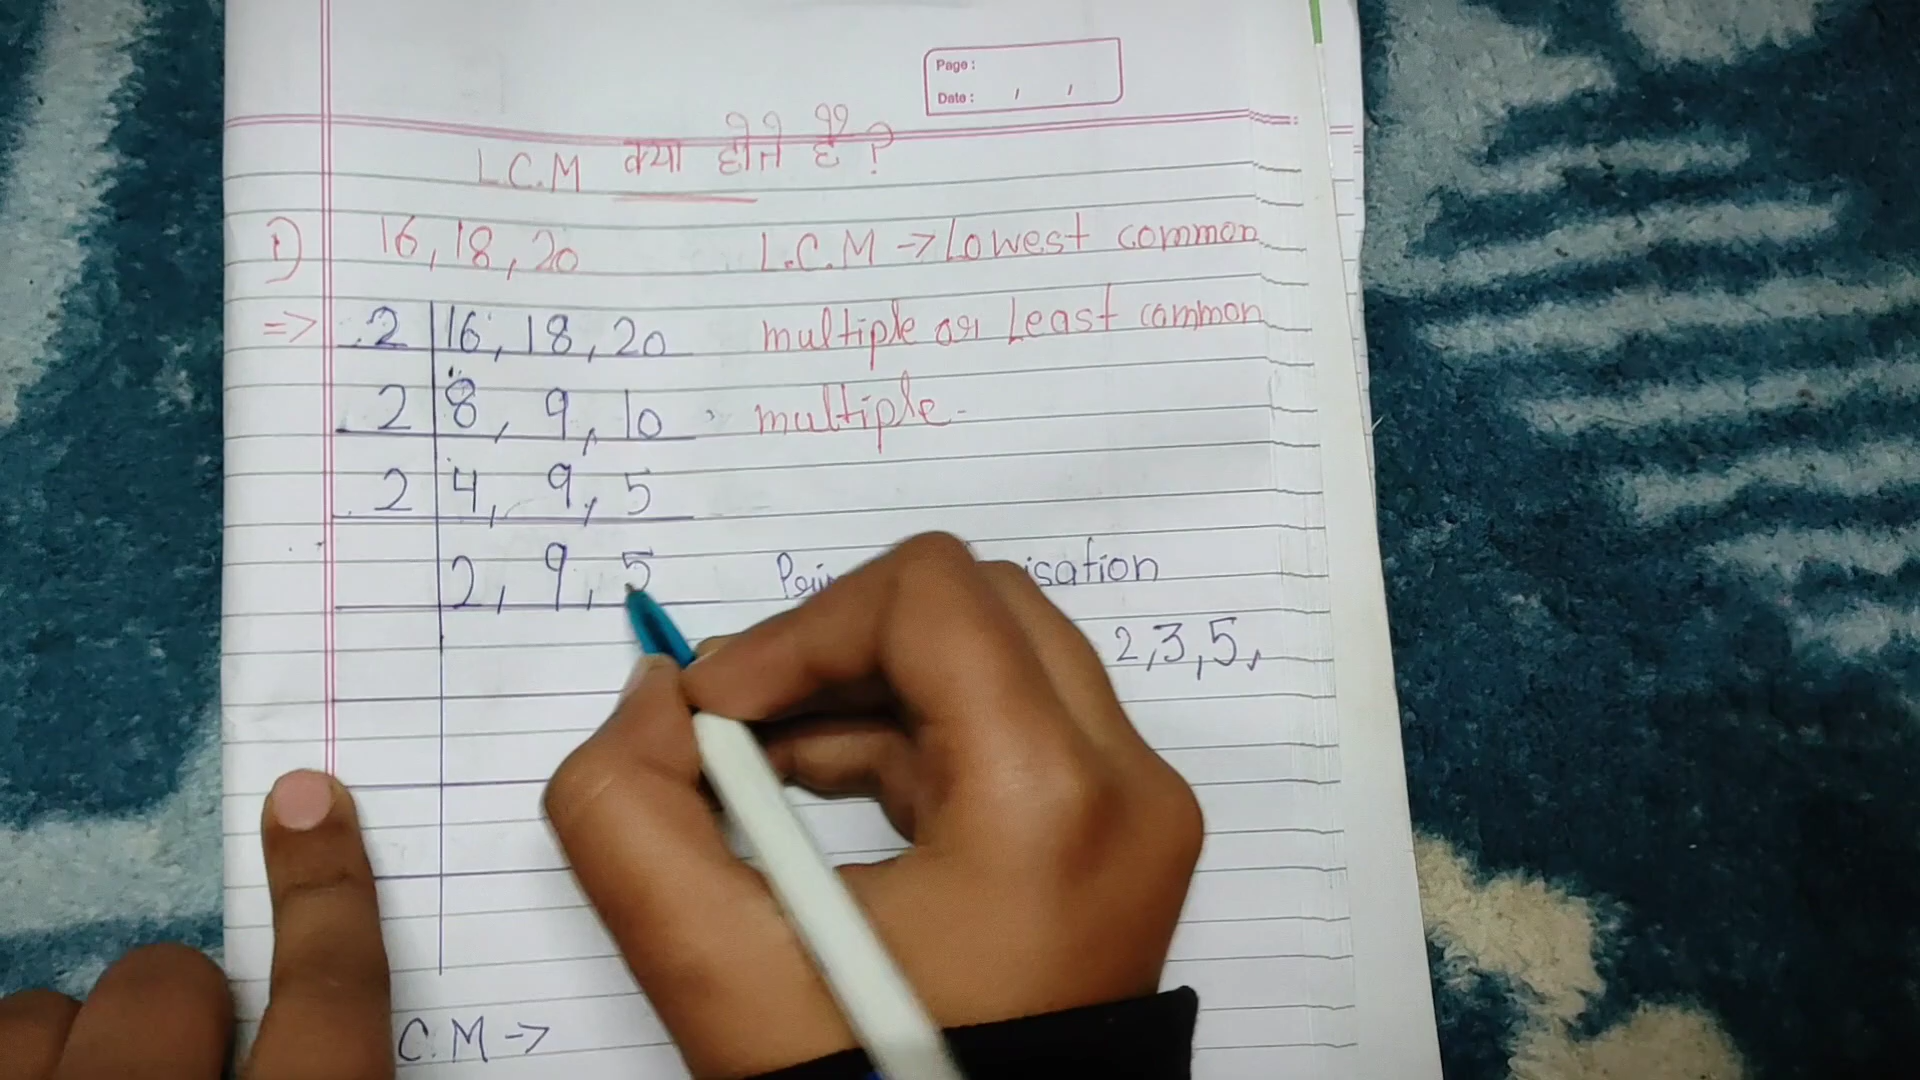 Page :
Date : / /
L.C.M क्या होते है ?
1) 16, 18, 20 L.C.M → Lowest common
=> 2 | 16, 18, 20 multiple or Least common
2 | 8, 9, 10 multiple.
2 | 4, 9, 5
2, 9, 5 isation
2,3,5,
C.M →